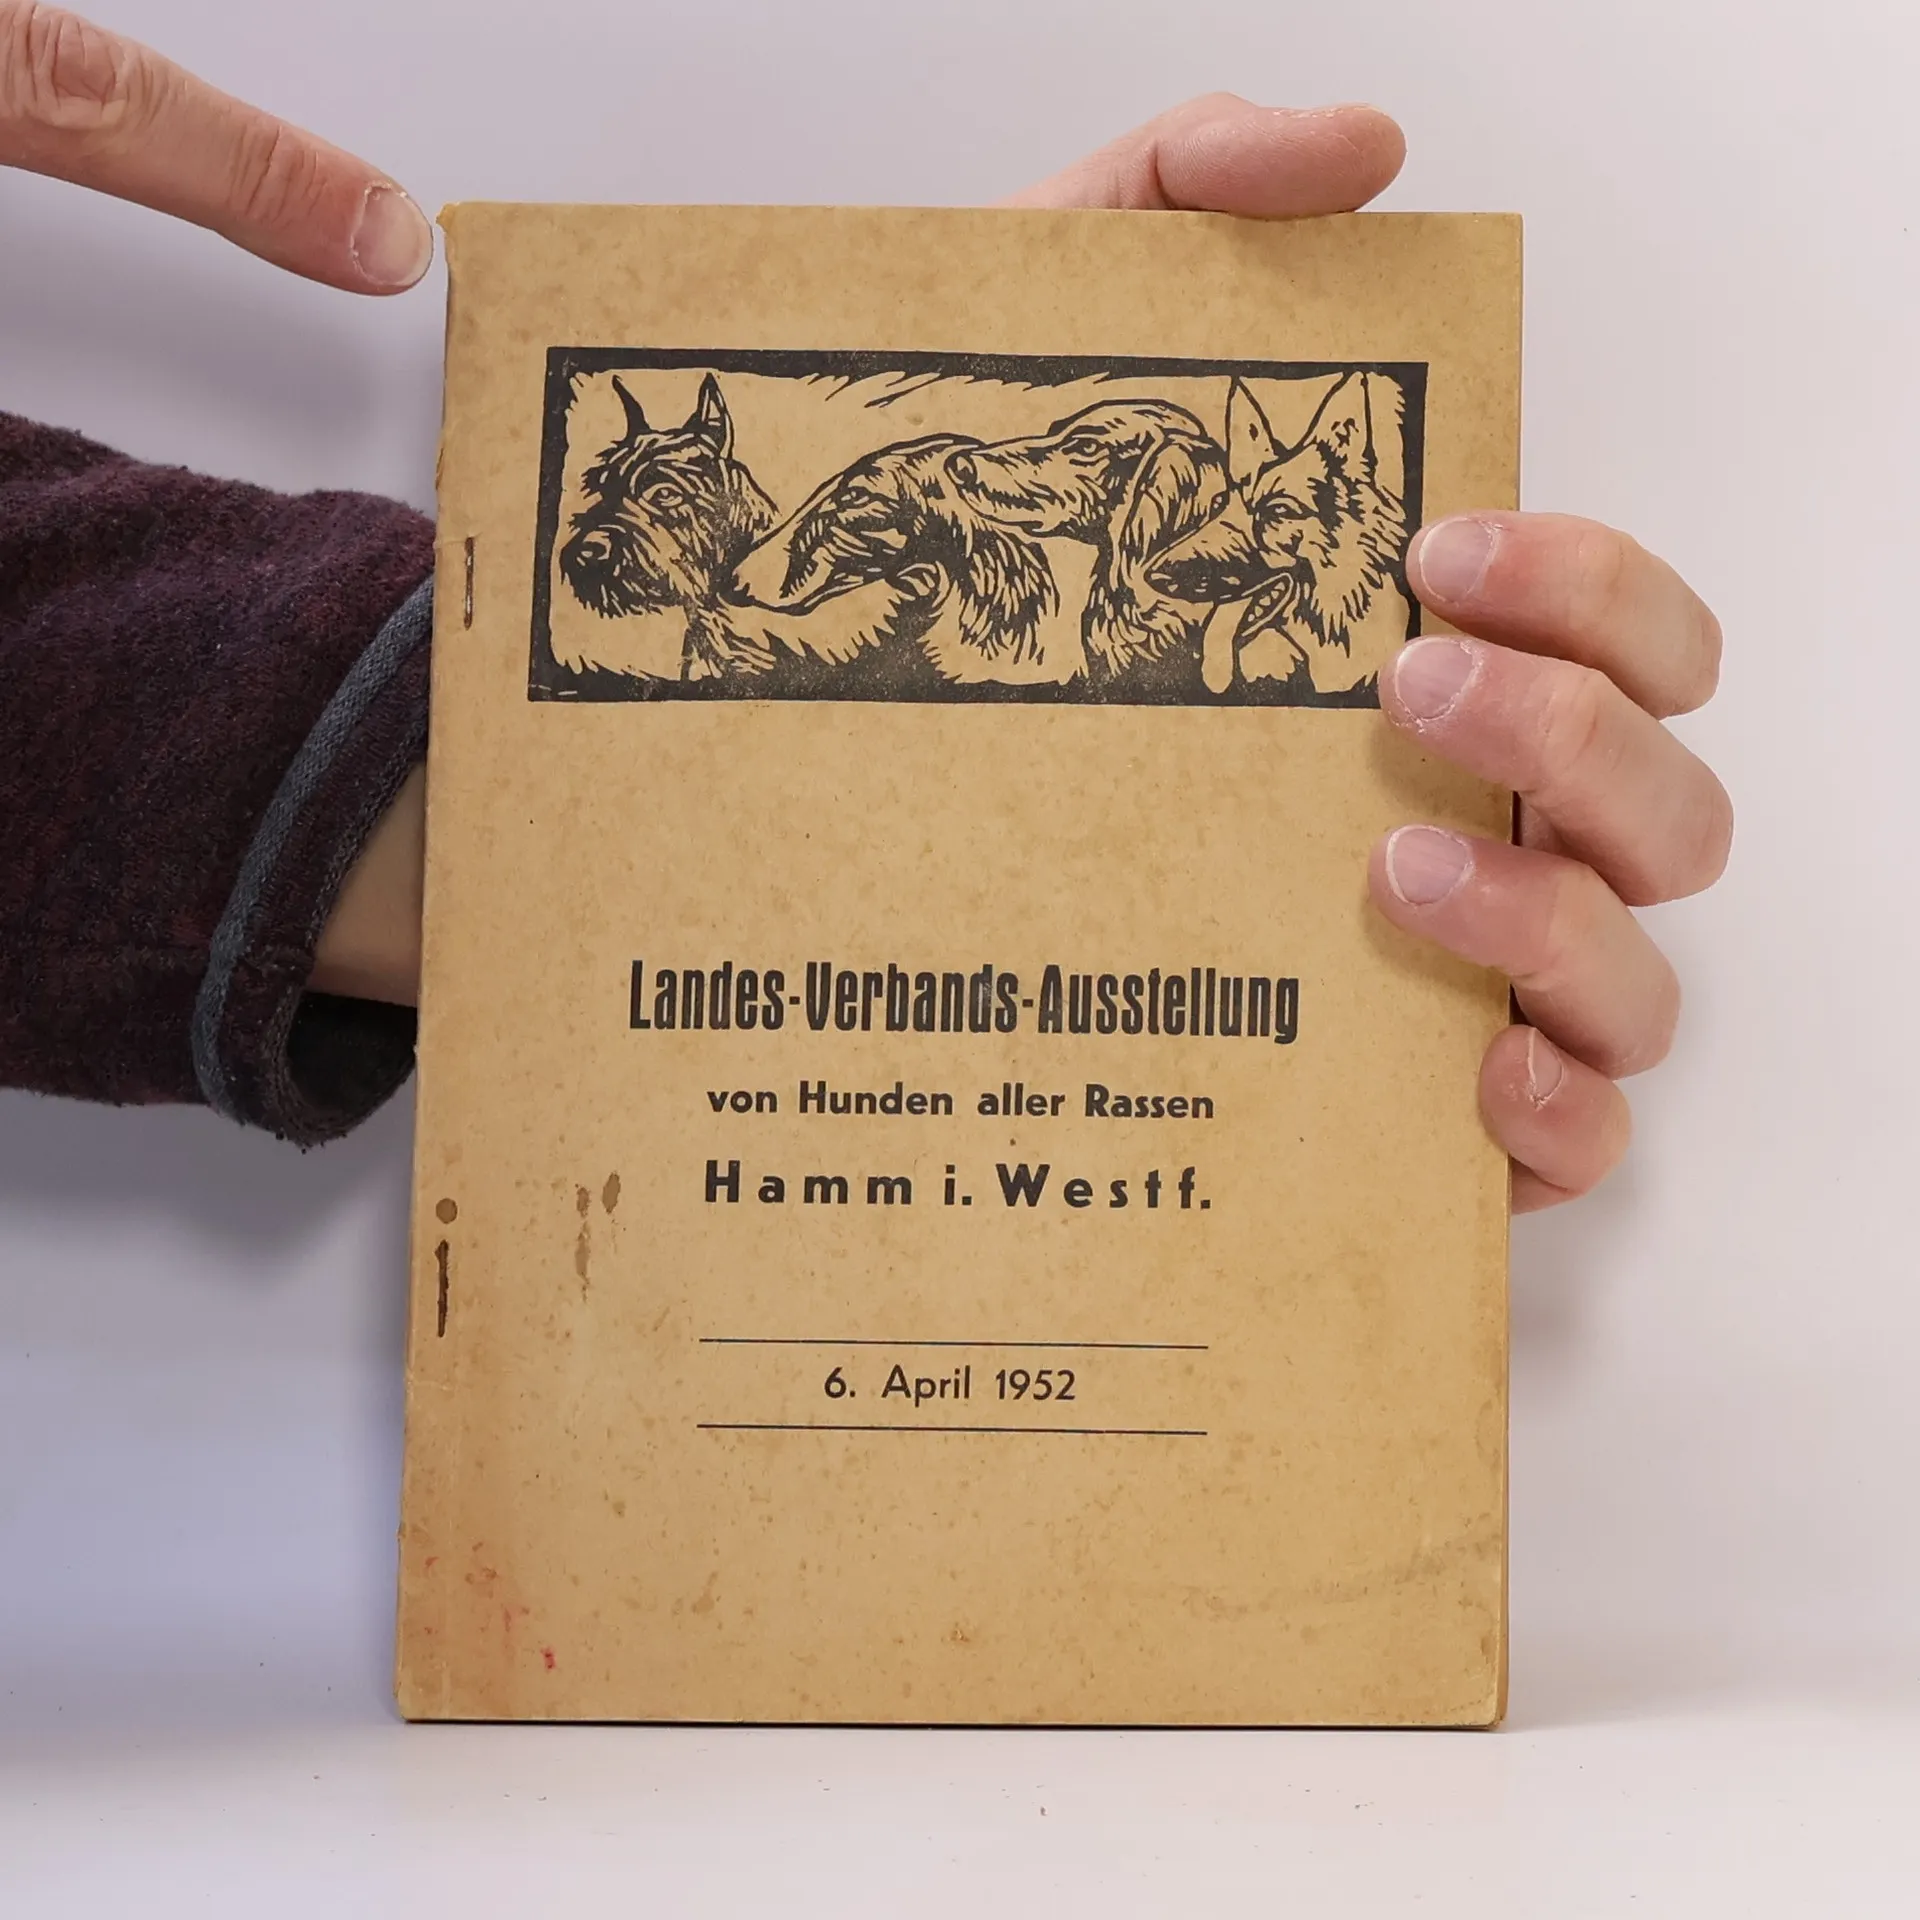 Landes-Verbands-Ausstellung
von Hunden aller Rassen
Hamm i. Westf.
6. April 1952